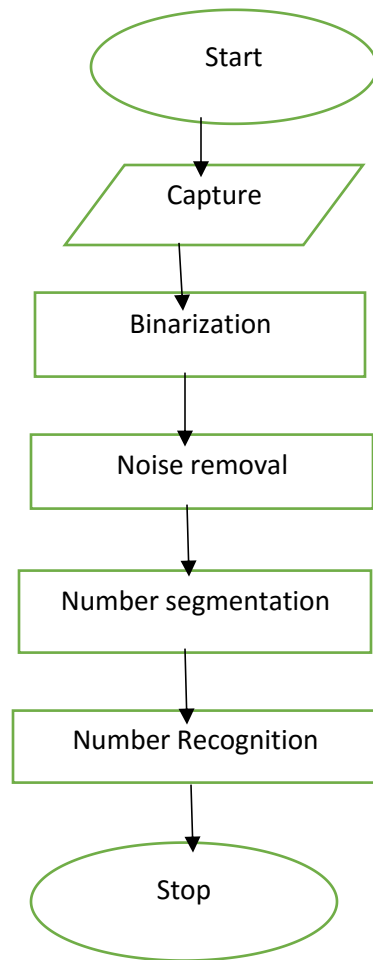 Start
Capture
Binarization
Noise removal
Number segmentation
Number Recognition
Stop